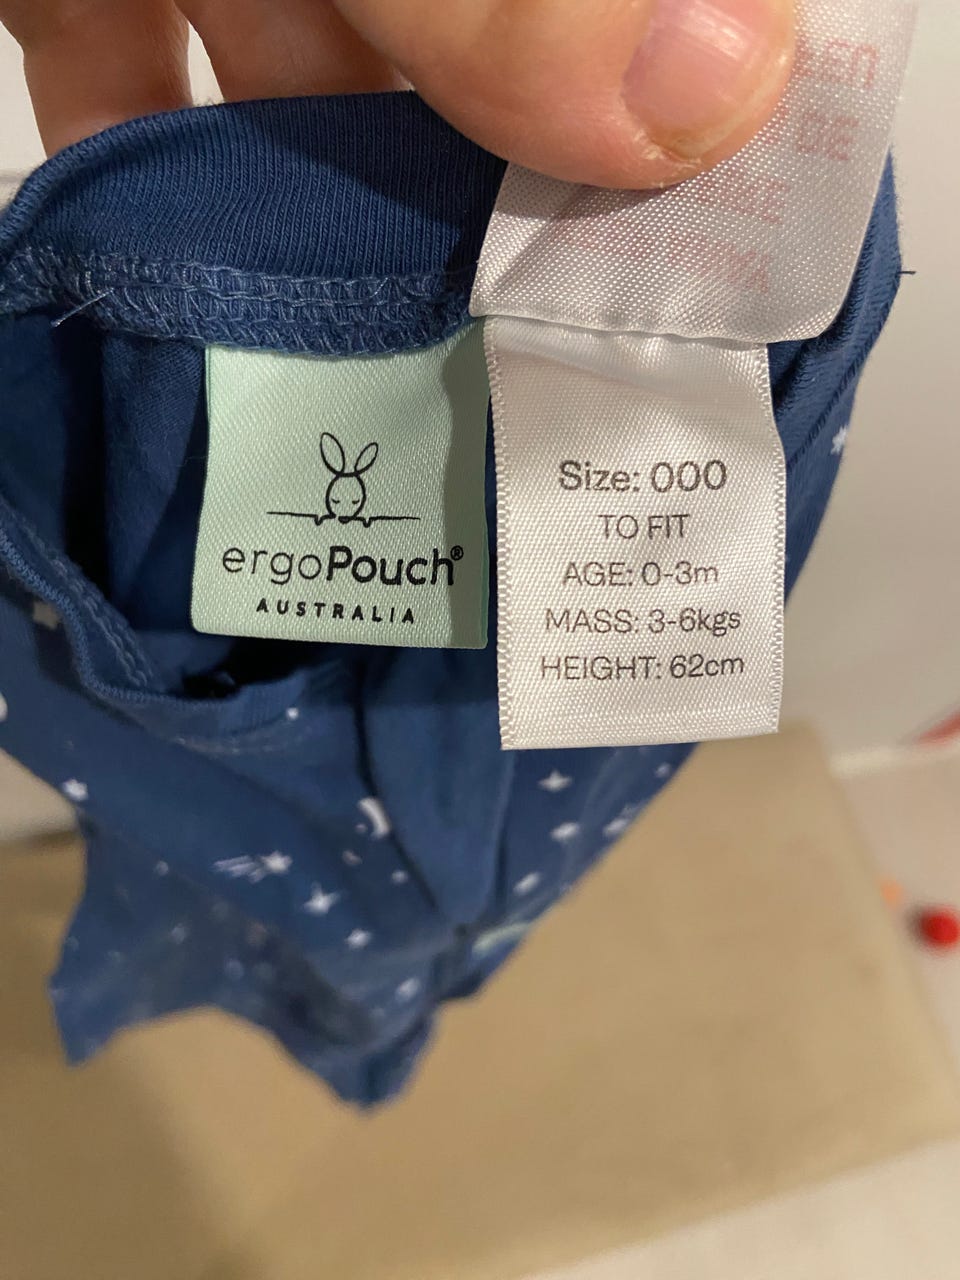 ergoPouch®
AUSTRALIA
Size: 000
TO FIT
AGE: 0-3m
MASS: 3-6kgs
HEIGHT: 62cm